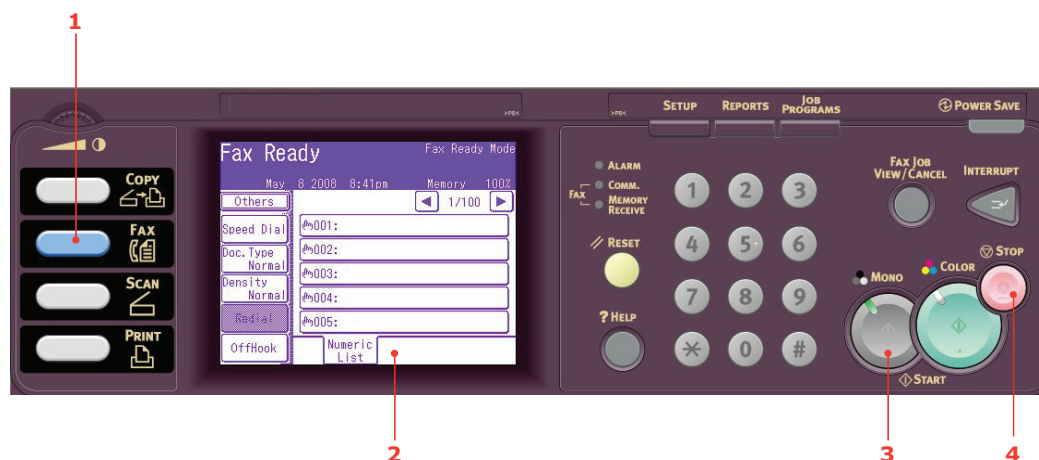 1
>PS<
>PS<
SETUP
REPORTS
JOB PROGRAMS
POWER SAVE
COPY
FAX
SCAN
PRINT
Fax Ready
Fax Ready Mode
May 8 2008 8:41pm
Memory 100%
Others
1/100
Speed Dial
001:
Doc.Type
Normal
002:
Density
Normal
003:
004:
Redial
005:
OffHook
Numeric
List
ALARM
FAX
COMM.
MEMORY
RECEIVE
RESET
? HELP
1 2 3
4 5 6
7 8 9
* 0 #
FAX JOB
VIEW/CANCEL
INTERRUPT
STOP
MONO
COLOR
START
2
3
4